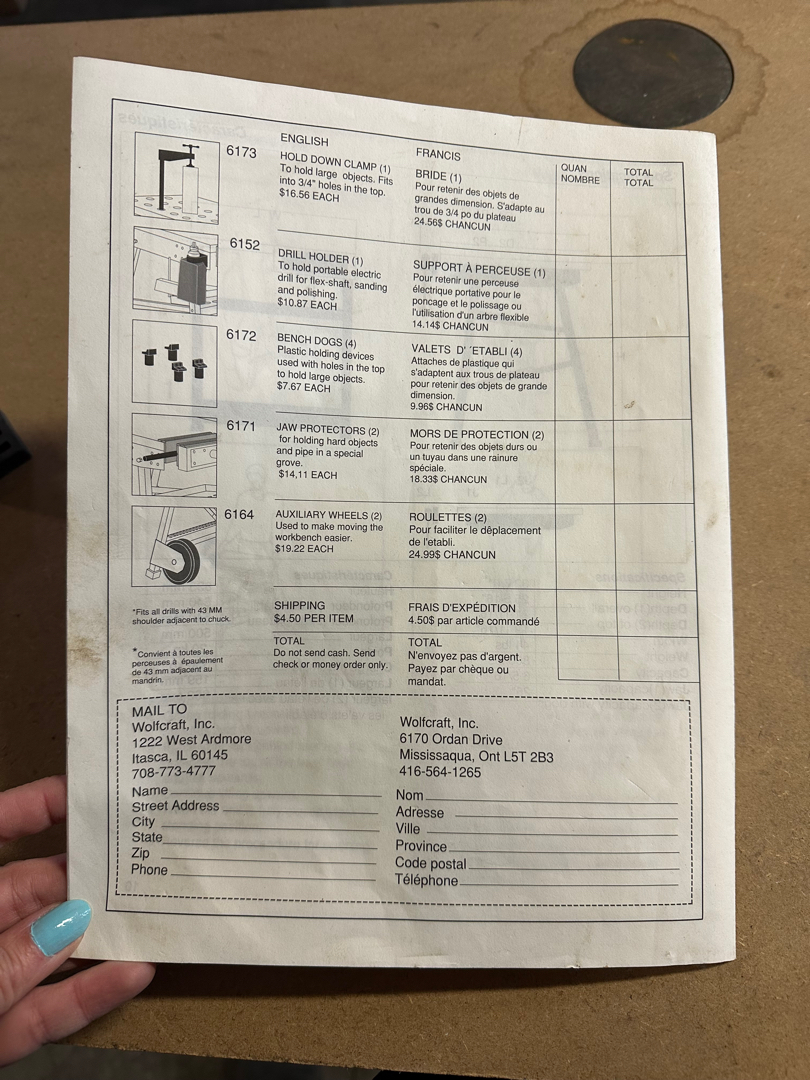 ENGLISH
FRANCIS
QUAN
NOMBRE
TOTAL
TOTAL
6173
HOLD DOWN CLAMP (1)
To hold large objects. Fits
into 3/4" holes in the top.
$16.56 EACH
BRIDE (1)
Pour retenir des objets de
grandes dimension. S'adapte au
trou de 3/4 po du plateau
24.56$ CHANCUN
6152
DRILL HOLDER (1)
To hold portable electric
drill for flex-shaft, sanding
and polishing.
$10.87 EACH
SUPPORT À PERCEUSE (1)
Pour retenir une perceuse
électrique portative pour le
poncage et le polissage ou
l'utilisation d'un arbre flexible
14.14$ CHANCUN
6172
BENCH DOGS (4)
Plastic holding devices
used with holes in the top
to hold large objects.
$7.67 EACH
VALETS D' ´ETABLI (4)
Attaches de plastique qui
s'adaptent aux trous de plateau
pour retenir des objets de grande
dimension.
9.96$ CHANCUN
6171
JAW PROTECTORS (2)
for holding hard objects
and pipe in a special
grove.
$14,11 EACH
MORS DE PROTECTION (2)
Pour retenir des objets durs ou
un tuyau dans une rainure
spéciale.
18.33$ CHANCUN
6164
AUXILIARY WHEELS (2)
Used to make moving the
workbench easier.
$19.22 EACH
ROULETTES (2)
Pour faciliter le dêplacement
de l'etabli.
24.99$ CHANCUN
*Fits all drills with 43 MM
shoulder adjacent to chuck.
SHIPPING
$4.50 PER ITEM
FRAIS D'EXPÉDITION
4.50$ par article commandé
*Convient à toutes les
perceuses à épaulement
de 43 mm adjacent au
mandrin.
TOTAL
Do not send cash. Send
check or money order only.
TOTAL
N'envoyez pas d'argent.
Payez par chèque ou
mandat.
MAIL TO
Wolfcraft, Inc.
1222 West Ardmore
Itasca, IL 60145
708-773-4777
Name
Street Address
City
State
Zip
Phone
Wolfcraft, Inc.
6170 Ordan Drive
Mississaqua, Ont L5T 2B3
416-564-1265
Nom
Adresse
Ville
Province
Code postal
Téléphone